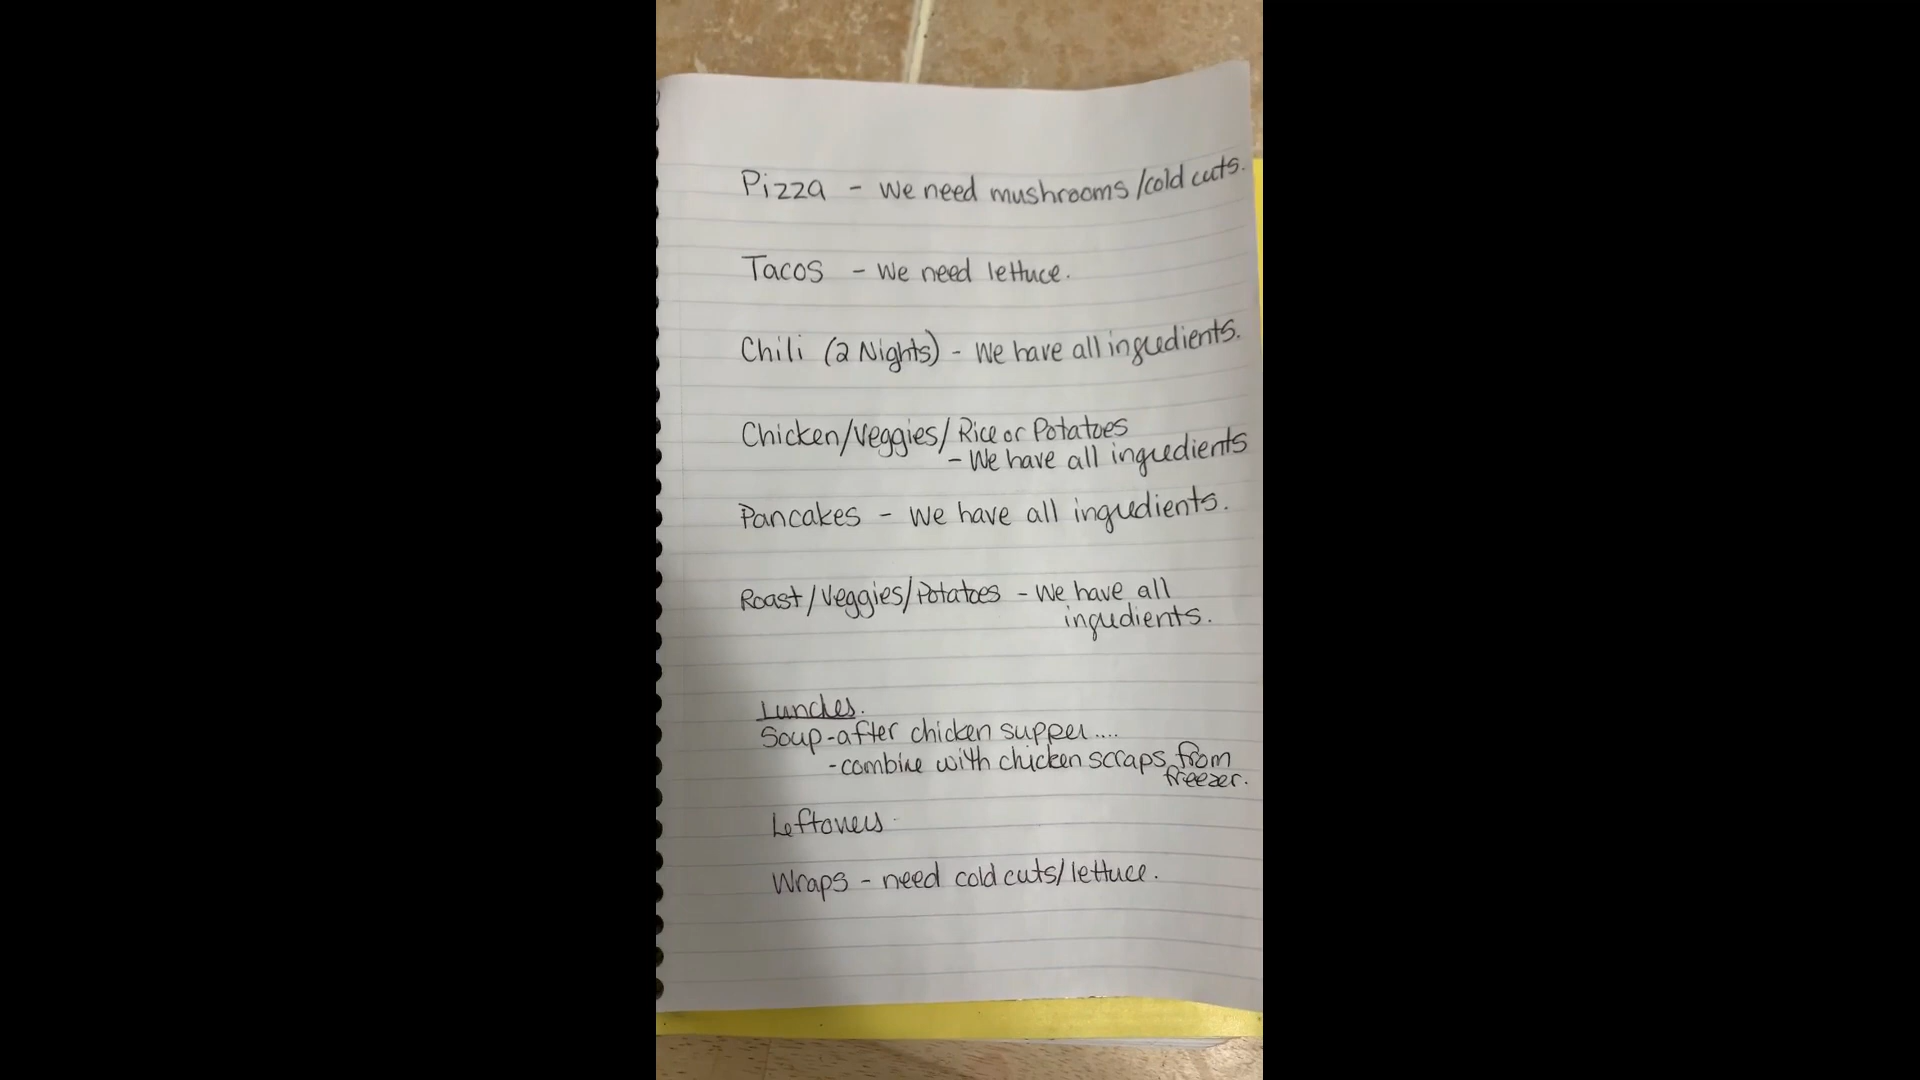 Pizza - We need mushrooms/cold cuts.
Tacos - We need lettuce.
Chili (2 Nights) - We have all ingredients.
Chicken/Veggies/Rice or Potatoes
- We have all ingredients
Pancakes - We have all ingredients.
Roast/Veggies/Potatoes - We have all
ingredients.
Lunches.
Soup - after chicken supper....
- combine with chicken scraps from
freezer.
Leftovers
Wraps - need cold cuts/lettuce.